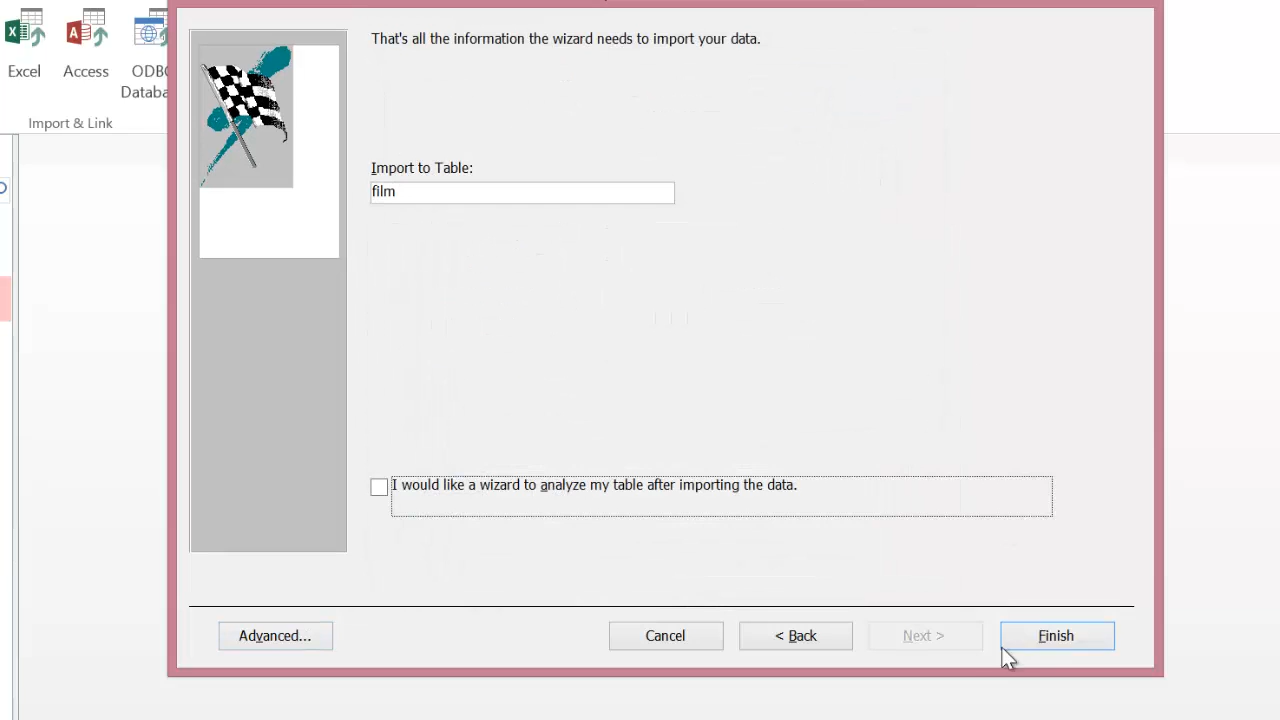 Excel
Access
ODBC
Databa
Import & Link
That's all the information the wizard needs to import your data.
Import to Table:
film
I would like a wizard to analyze my table after importing the data.
Advanced...
Cancel
< Back
Next >
Finish